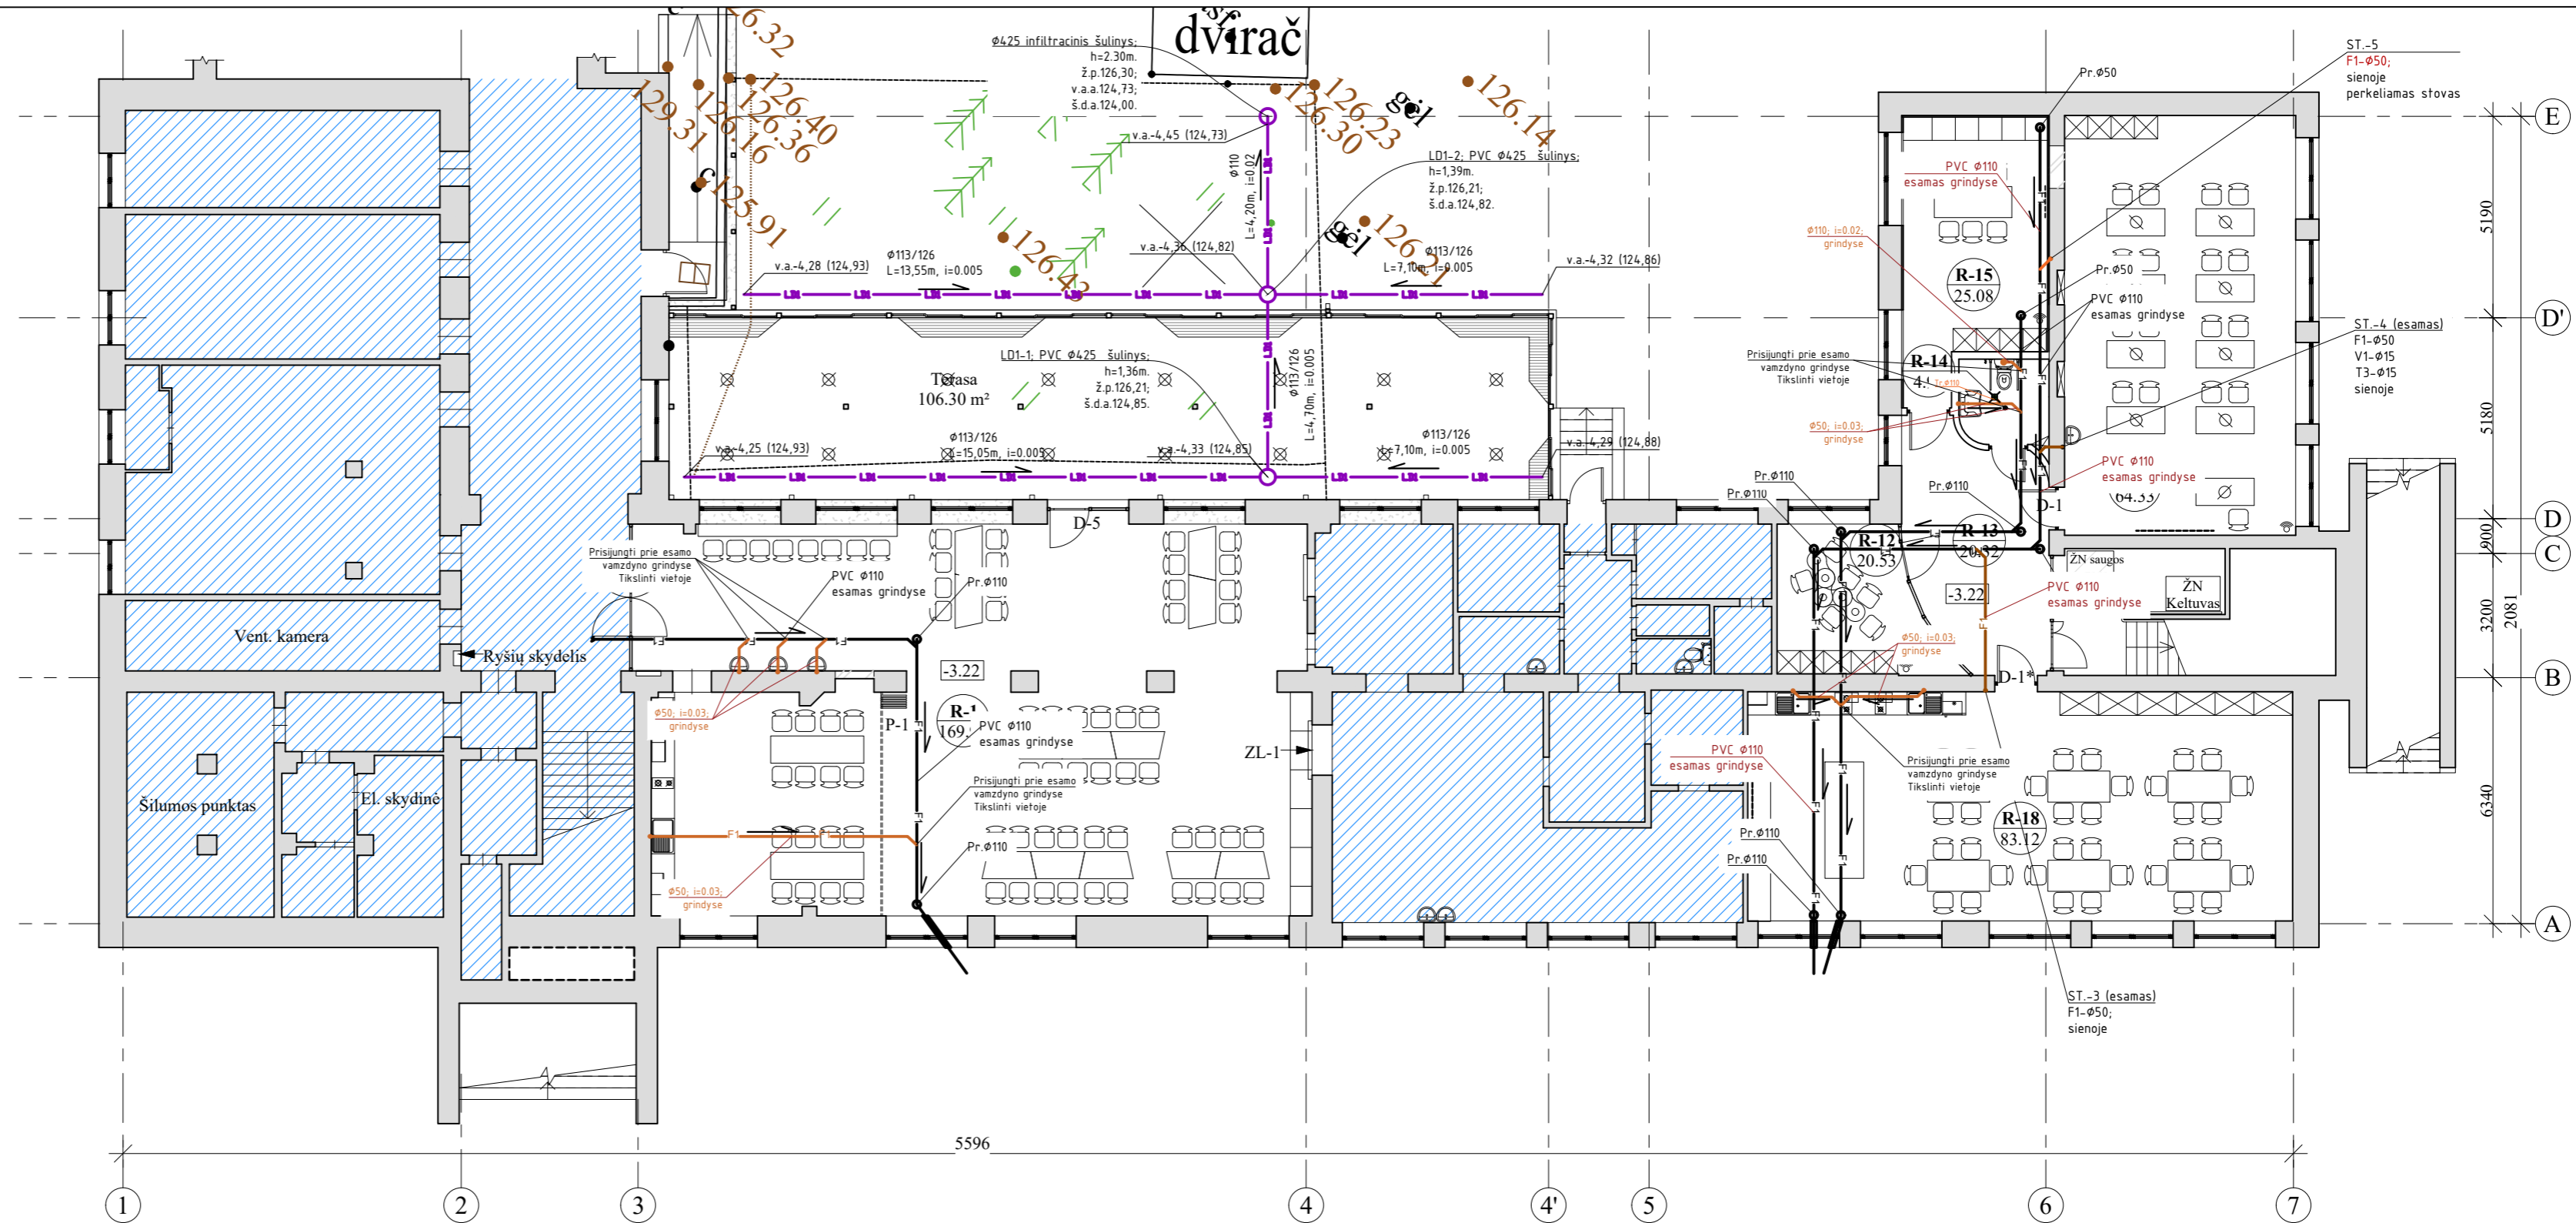 dvirač
126.40
126.36
126.16
129.31
125.91
126.43
126.30
126.23
126.14
126.21
gėl
gėl
Ø425 infiltracinis šulinys;
h=2.30m.
ž.p.126,30;
v.a.a.124,73;
š.d.a.124,00.
v.a.-4,45 (124,73)
Ø110
L=4,20m, i=0.02
LD1-2; PVC Ø425 šulinys;
h=1,39m.
ž.p.126,21;
š.d.a.124,82.
v.a.-4,36 (124,82)
v.a.-4,28 (124,93)
Ø113/126
L=13,55m, i=0.005
Ø113/126
L=7,10m, i=0.005
v.a.-4,32 (124,86)
LD1-1; PVC Ø425 šulinys;
h=1,36m.
ž.p.126,21;
š.d.a.124,85.
Ø113/126
L=4,70m, i=0.005
Terasa
106.30 m²
v.a.-4,25 (124,93)
Ø113/126
L=15,05m, i=0.005
v.a.-4,33 (124,85)
Ø113/126
L=7,10m, i=0.005
v.a.-4,29 (124,88)
ST.-5
F1-Ø50;
sienoje
perkeliamas stovas
Pr.Ø50
PVC Ø110
esamas grindyse
Ø110; i=0.02;
grindyse
R-15
25.08
Pr.Ø50
PVC Ø110
esamas grindyse
ST.-4 (esamas)
F1-Ø50
V1-Ø15
T3-Ø15
sienoje
Prisijungti prie esamo
vamzdyno grindyse
Tikslinti vietoje
R-14
Tr.Ø110
Ø50; i=0.03;
grindyse
PVC Ø110
esamas grindyse
64.33
D-1
Pr.Ø110
Pr.Ø110
Pr.Ø110
R-12
20.53
R-13
20.32
ŽN saugos
ŽN
Keltuvas
-3.22
PVC Ø110
esamas grindyse
Ø50; i=0.03;
grindyse
D-1*
D-5
Prisijungti prie esamo
vamzdyno grindyse
Tikslinti vietoje
PVC Ø110
esamas grindyse
Pr.Ø110
Vent. kamera
Ryšių skydelis
-3.22
Ø50; i=0.03;
grindyse
P-1
R-1
169.
PVC Ø110
esamas grindyse
ZL-1
Prisijungti prie esamo
vamzdyno grindyse
Tikslinti vietoje
Šilumos punktas
El. skydinė
Pr.Ø110
Ø50; i=0.03;
grindyse
PVC Ø110
esamas grindyse
Prisijungti prie esamo
vamzdyno grindyse
Tikslinti vietoje
R-18
83.12
Pr.Ø110
Pr.Ø110
ST.-3 (esamas)
F1-Ø50;
sienoje
5190
5180
900
3200
2081
6340
E
D'
D
C
B
A
5596
1
2
3
4
4'
5
6
7